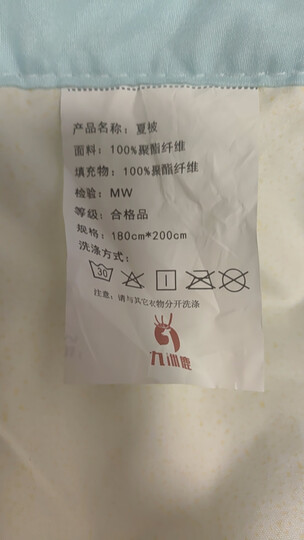 产品名称：夏被
面料：100%聚酯纤维
填充物：100%聚酯纤维
检验：MW
等级：合格品
规格：180cm*200cm
洗涤方式：
30
注意：请与其它衣物分开洗涤
九洲鹿